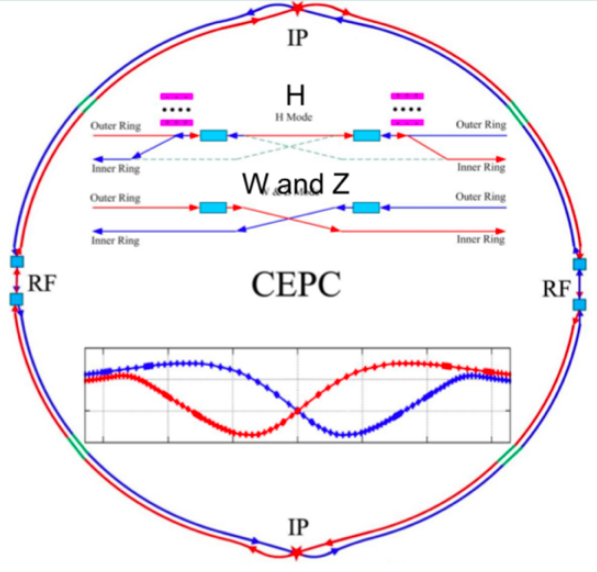 IP
H
H Mode
Outer Ring
Outer Ring
Inner Ring
Inner Ring
W and Z
Outer Ring
Outer Ring
Inner Ring
Inner Ring
RF
CEPC
RF
IP